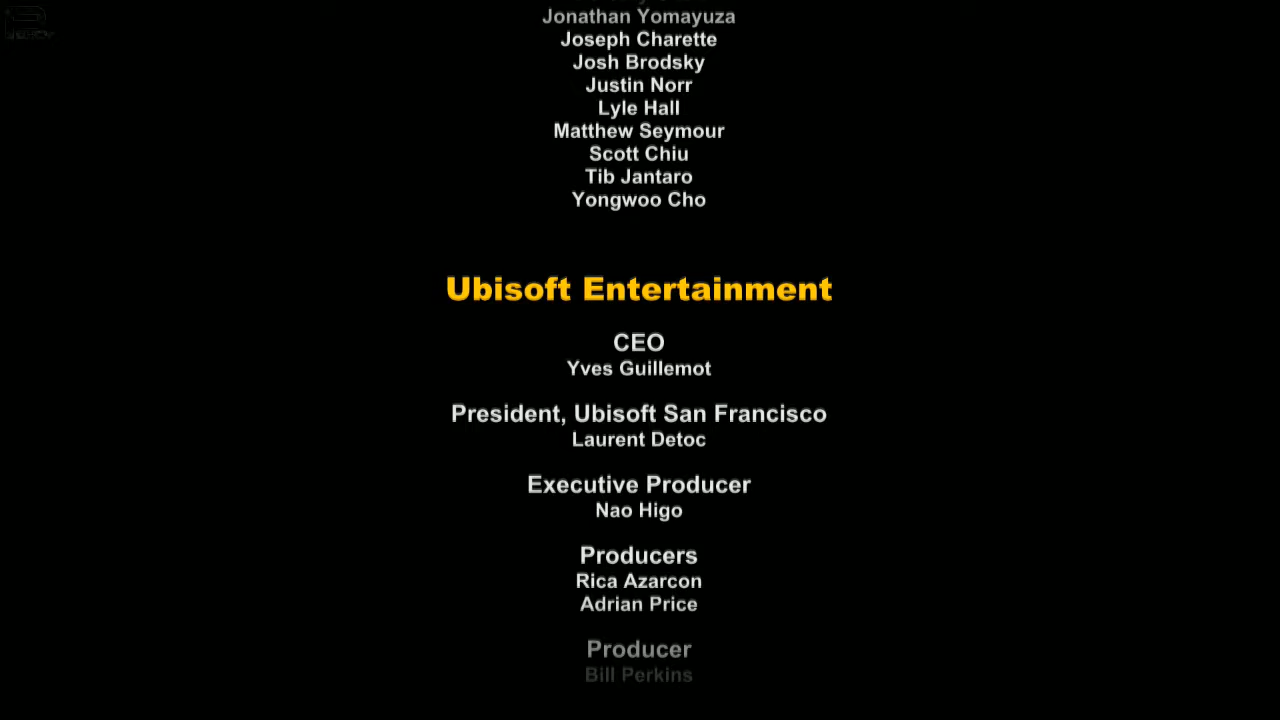 Jonathan Yomayuza
Joseph Charette
Josh Brodsky
Justin Norr
Lyle Hall
Matthew Seymour
Scott Chiu
Tib Jantaro
Yongwoo Cho
Ubisoft Entertainment
CEO
Yves Guillemot
President, Ubisoft San Francisco
Laurent Detoc
Executive Producer
Nao Higo
Producers
Rica Azarcon
Adrian Price
Producer
Bill Perkins